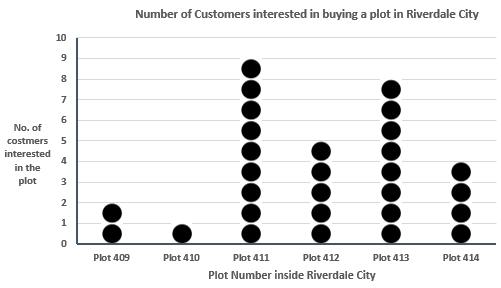 Number of Customers interested in buying a plot in Riverdale City
10
9
8
7
6
5
4
3
2
1
0
No. of
costmers
interested
in the
plot
Plot 409 Plot 410 Plot 411 Plot 412 Plot 413 Plot 414
Plot Number inside Riverdale City